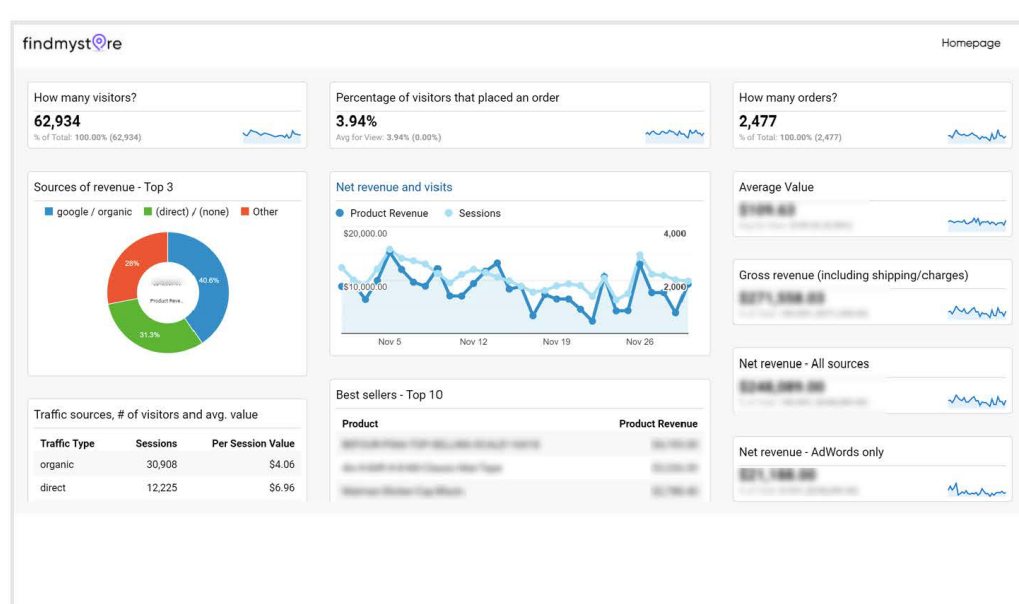 findmystore
Homepage
How many visitors?
62,934
% of Total: 100.00% (62,934)
Percentage of visitors that placed an order
3.94%
Avg for View: 3.94% (0.00%)
How many orders?
2,477
% of Total: 100.00% (2,477)
Sources of revenue - Top 3
google / organic (direct) / (none) Other
28%
40.6%
Product Reve...
31.3%
Net revenue and visits
Product Revenue Sessions
$20,000.00 4,000
$10,000.00 2,000
Nov 5 Nov 12 Nov 19 Nov 26
Average Value
Gross revenue (including shipping/charges)
Net revenue - All sources
Net revenue - AdWords only
Traffic sources, # of visitors and avg. value
Traffic Type Sessions Per Session Value
organic 30,908 $4.06
direct 12,225 $6.96
Best sellers - Top 10
Product Product Revenue